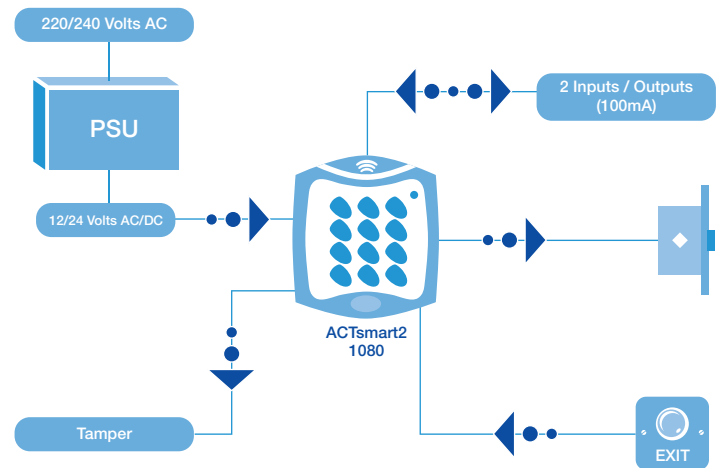 220/240 Volts AC
PSU
12/24 Volts AC/DC
2 Inputs / Outputs
(100mA)
ACTsmart2
1080
Tamper
EXIT